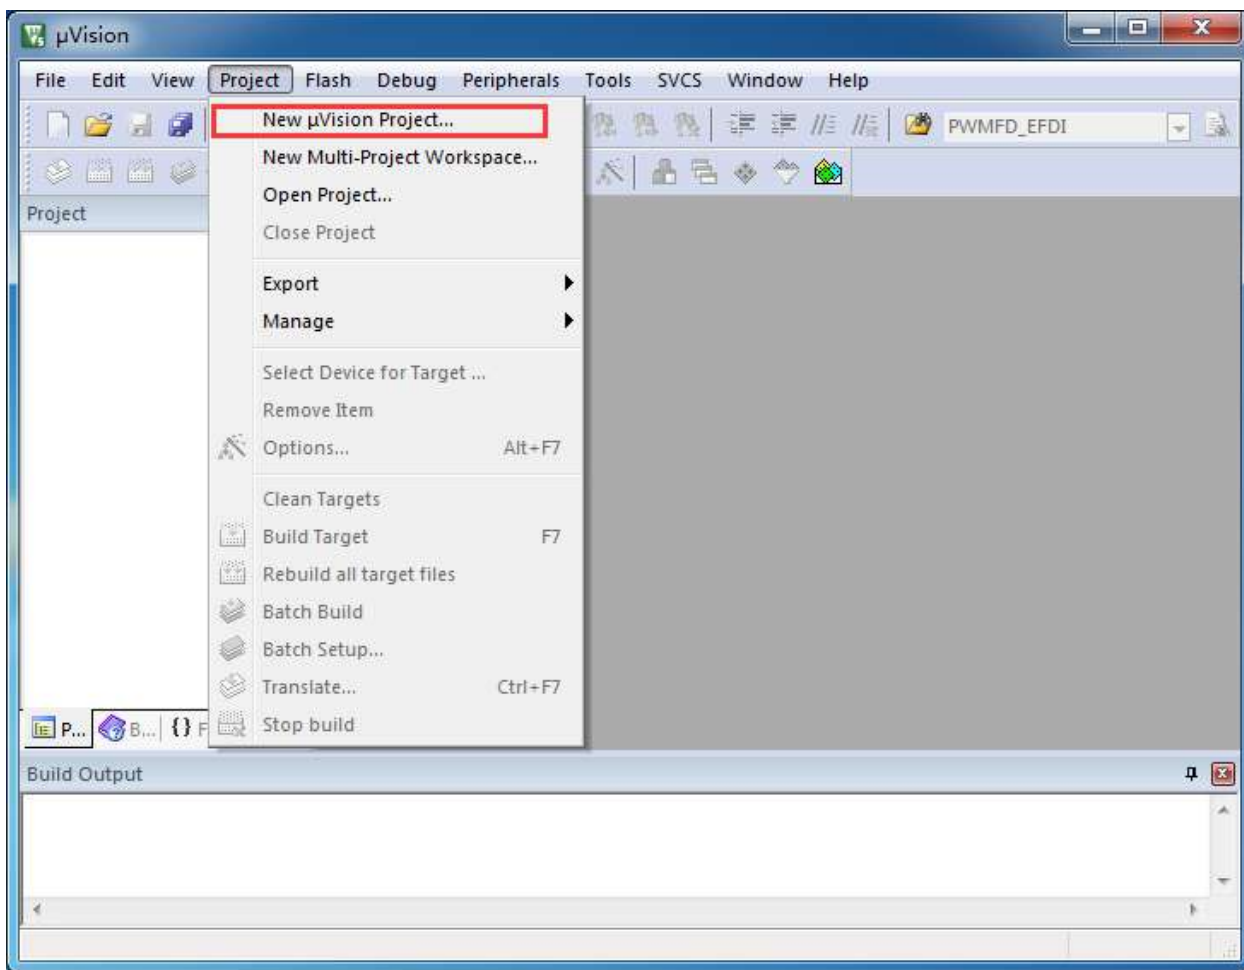 µVision
File Edit View Project Flash Debug Peripherals Tools SVCS Window Help
New µVision Project...
PWMFD_EFDI
New Multi-Project Workspace...
Open Project...
Project
Close Project
Export
Manage
Select Device for Target ...
Remove Item
Options... Alt+F7
Clean Targets
Build Target F7
Rebuild all target files
Batch Build
Batch Setup...
Translate... Ctrl+F7
Stop build
P... B... {} F
Build Output